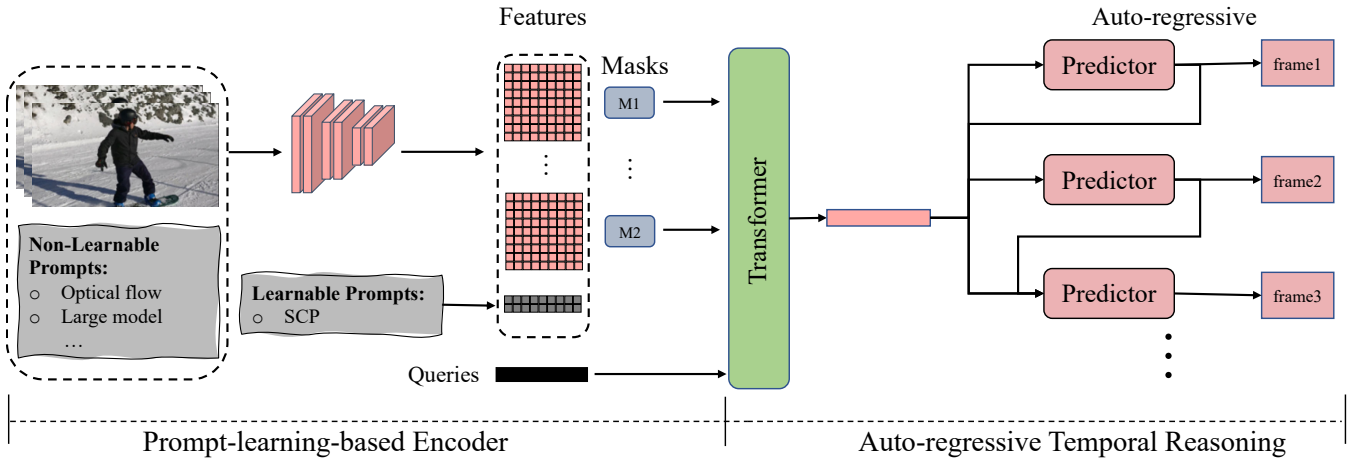 Features
Auto-regressive
Masks
Predictor
frame1
M1
...
...
Predictor
frame2
Transformer
M2
Non-Learnable
Prompts:
○ Optical flow
○ Large model
…
Learnable Prompts:
○ SCP
Predictor
frame3
Queries
Prompt-learning-based Encoder
Auto-regressive Temporal Reasoning